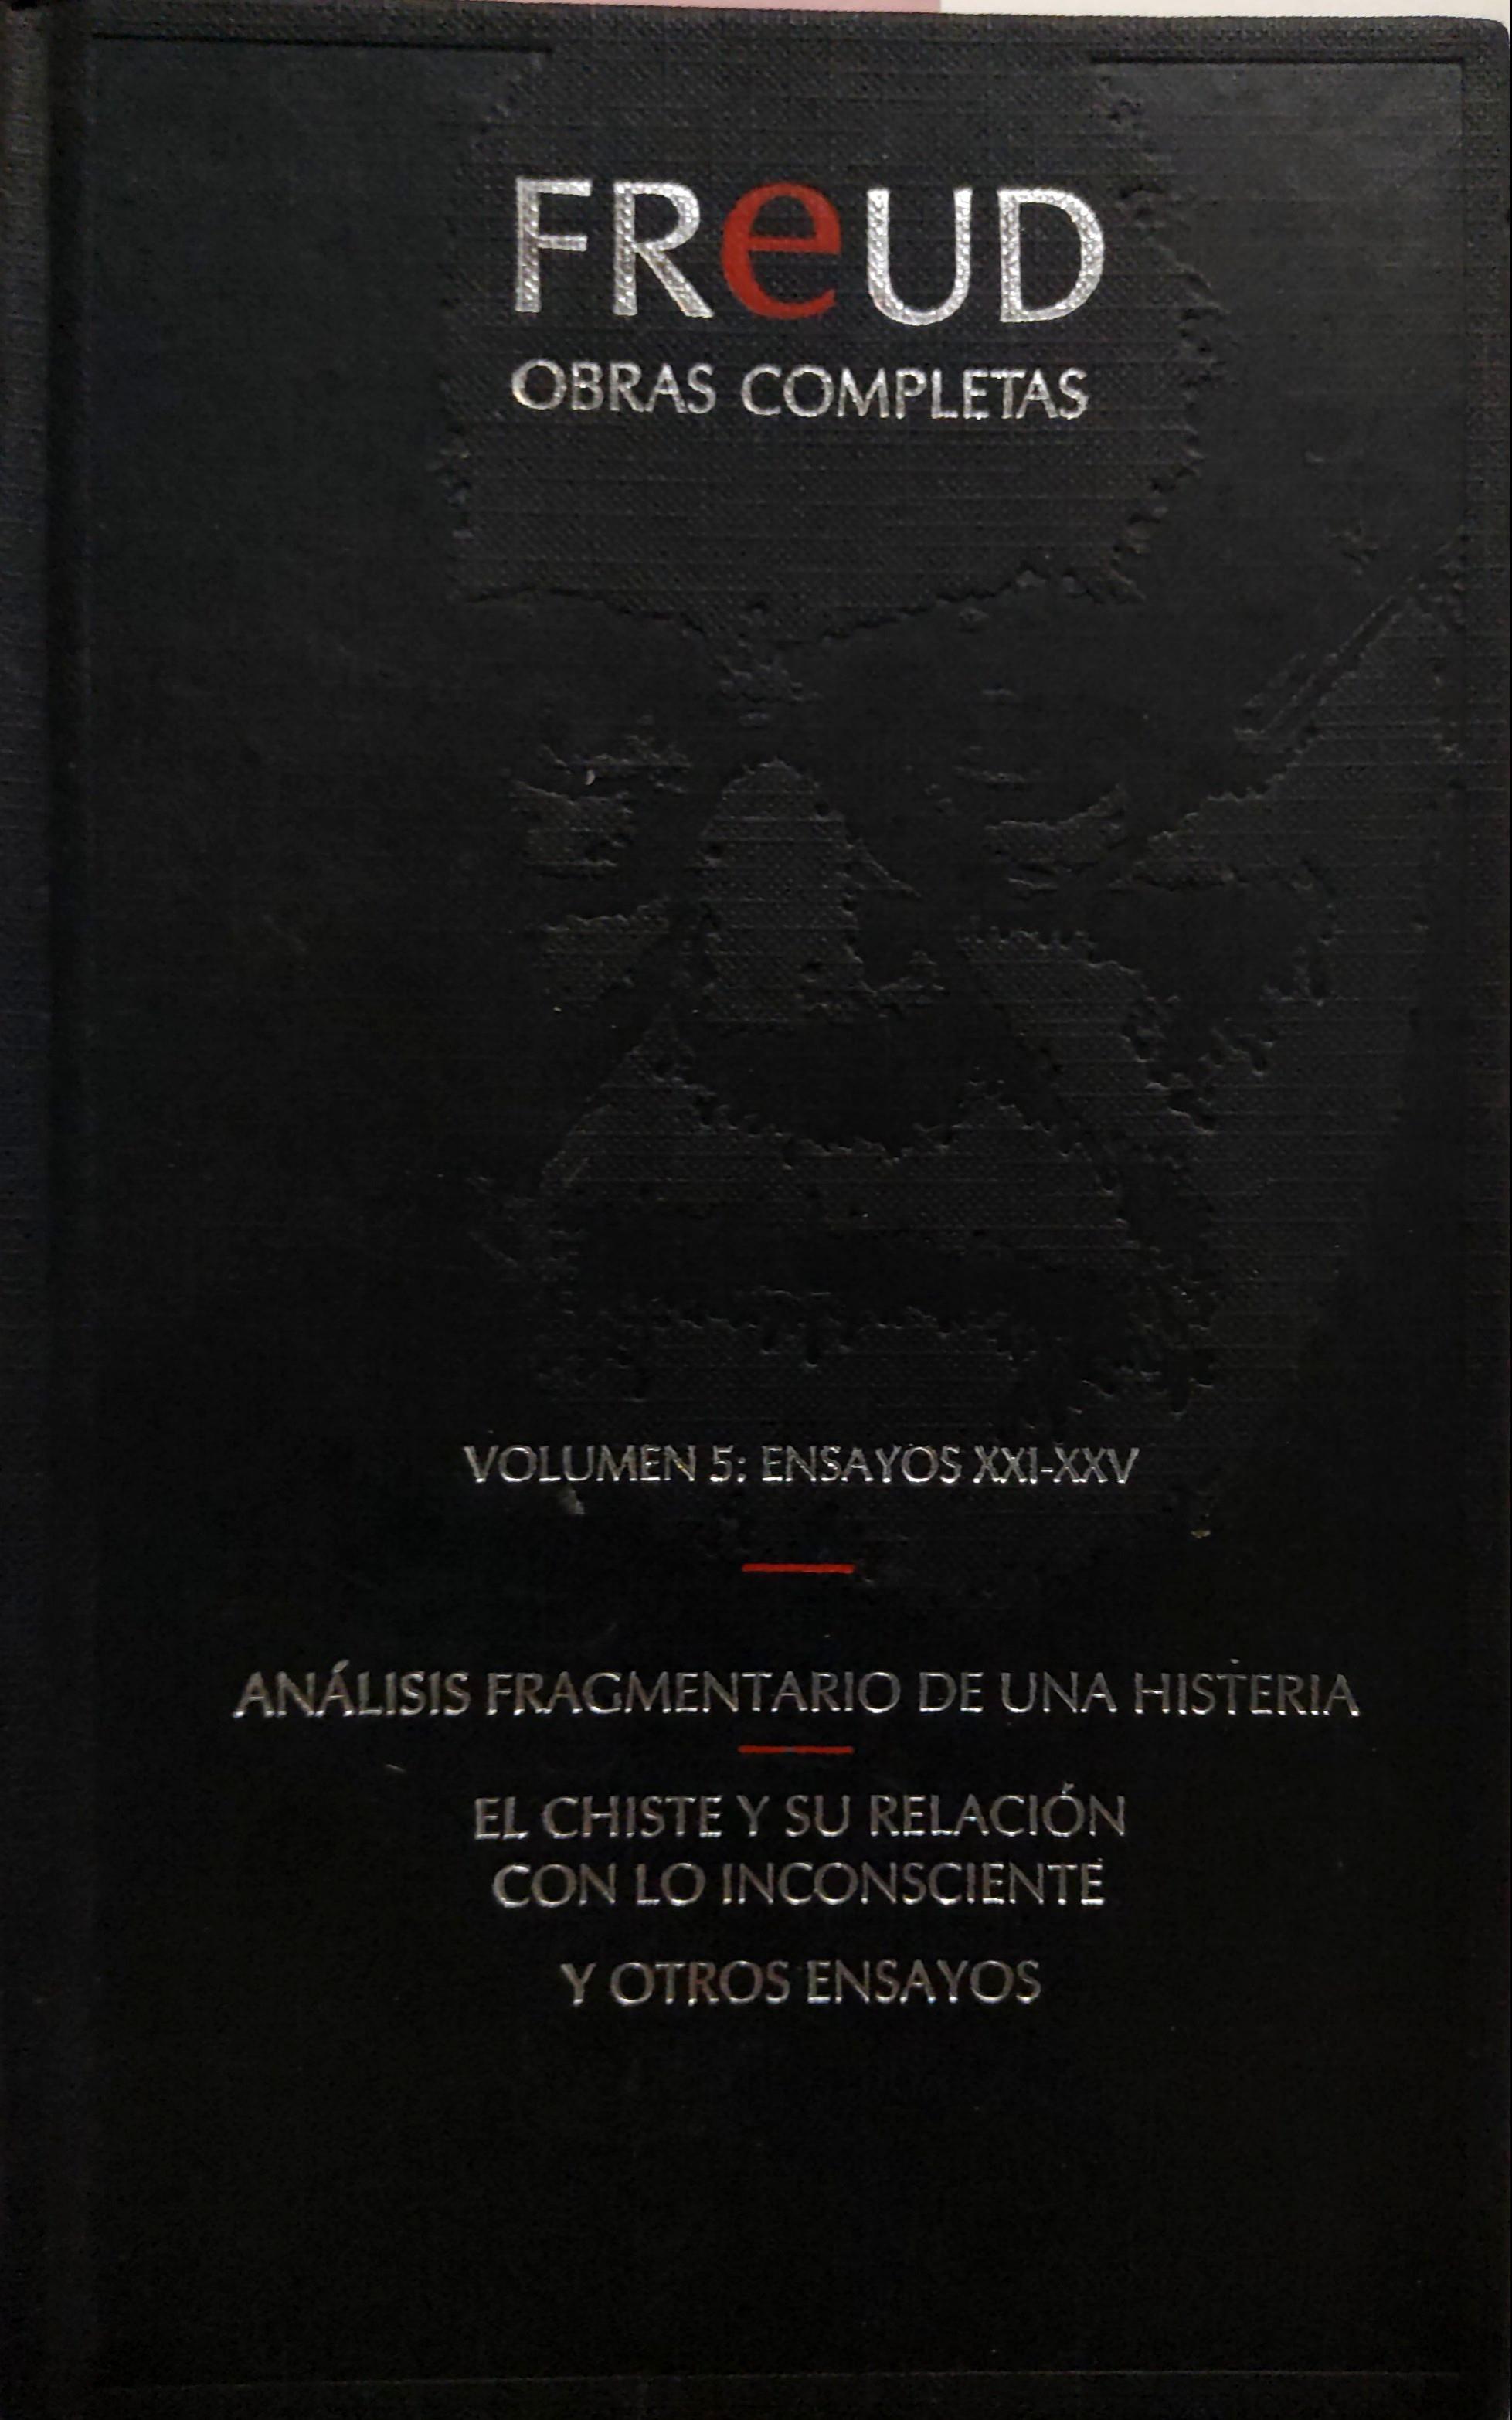 FReUD
OBRAS COMPLETAS
VOLUMEN 5: ENSAYOS XXI-XXV
ANÁLISIS FRAGMENTARIO DE UNA HISTERIA
EL CHISTE Y SU RELACIÓN
CON LO INCONSCIENTE
Y OTROS ENSAYOS